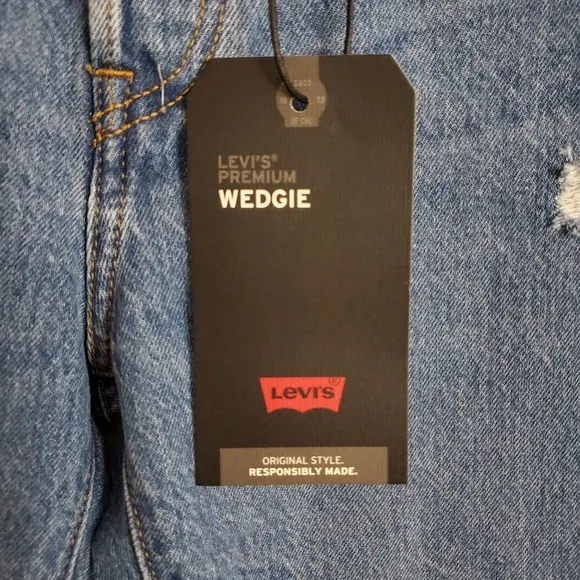 LEVI'S®
PREMIUM
WEDGIE
LEVI'S®
ORIGINAL STYLE.
RESPONSIBLY MADE.